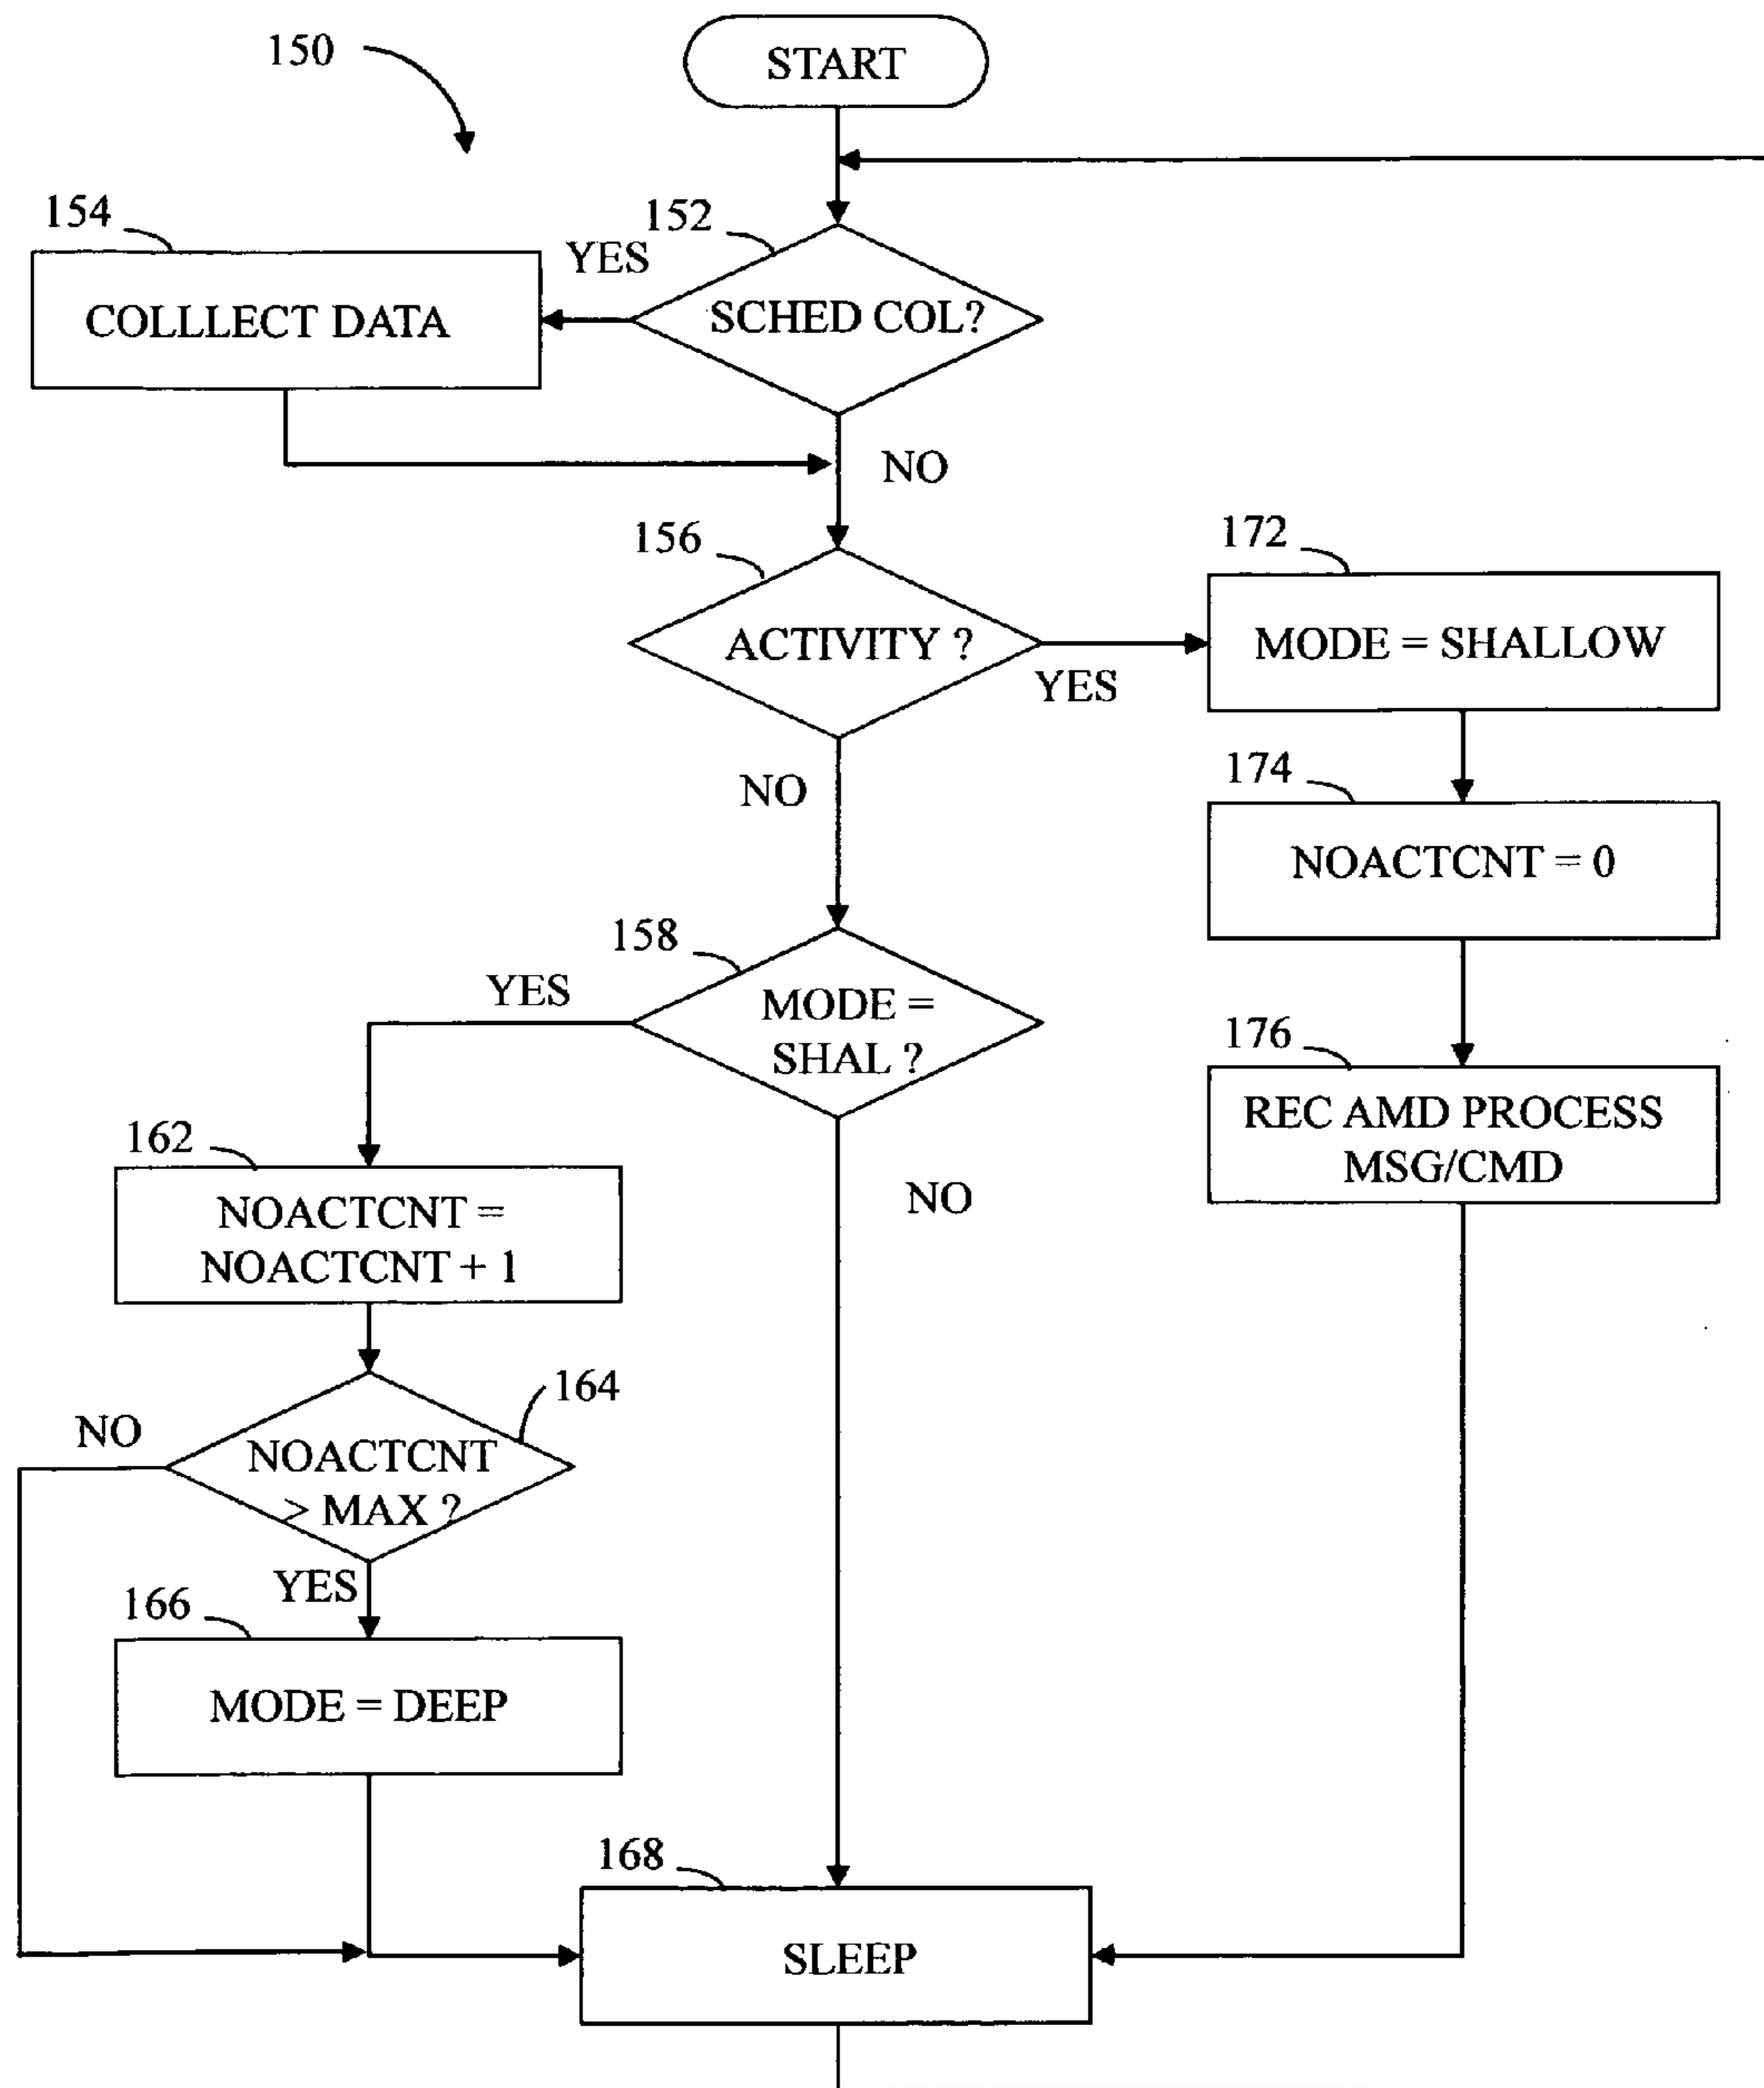 150
START
154
152
YES
COLLLECT DATA
SCHED COL?
NO
156
172
ACTIVITY ?
YES
MODE = SHALLOW
NO
174
NOACTCNT = 0
158
YES
MODE =
SHAL ?
176
REC AMD PROCESS
MSG/CMD
162
NOACTCNT =
NOACTCNT + 1
NO
164
NO
NOACTCNT
> MAX ?
YES
166
MODE = DEEP
168
SLEEP